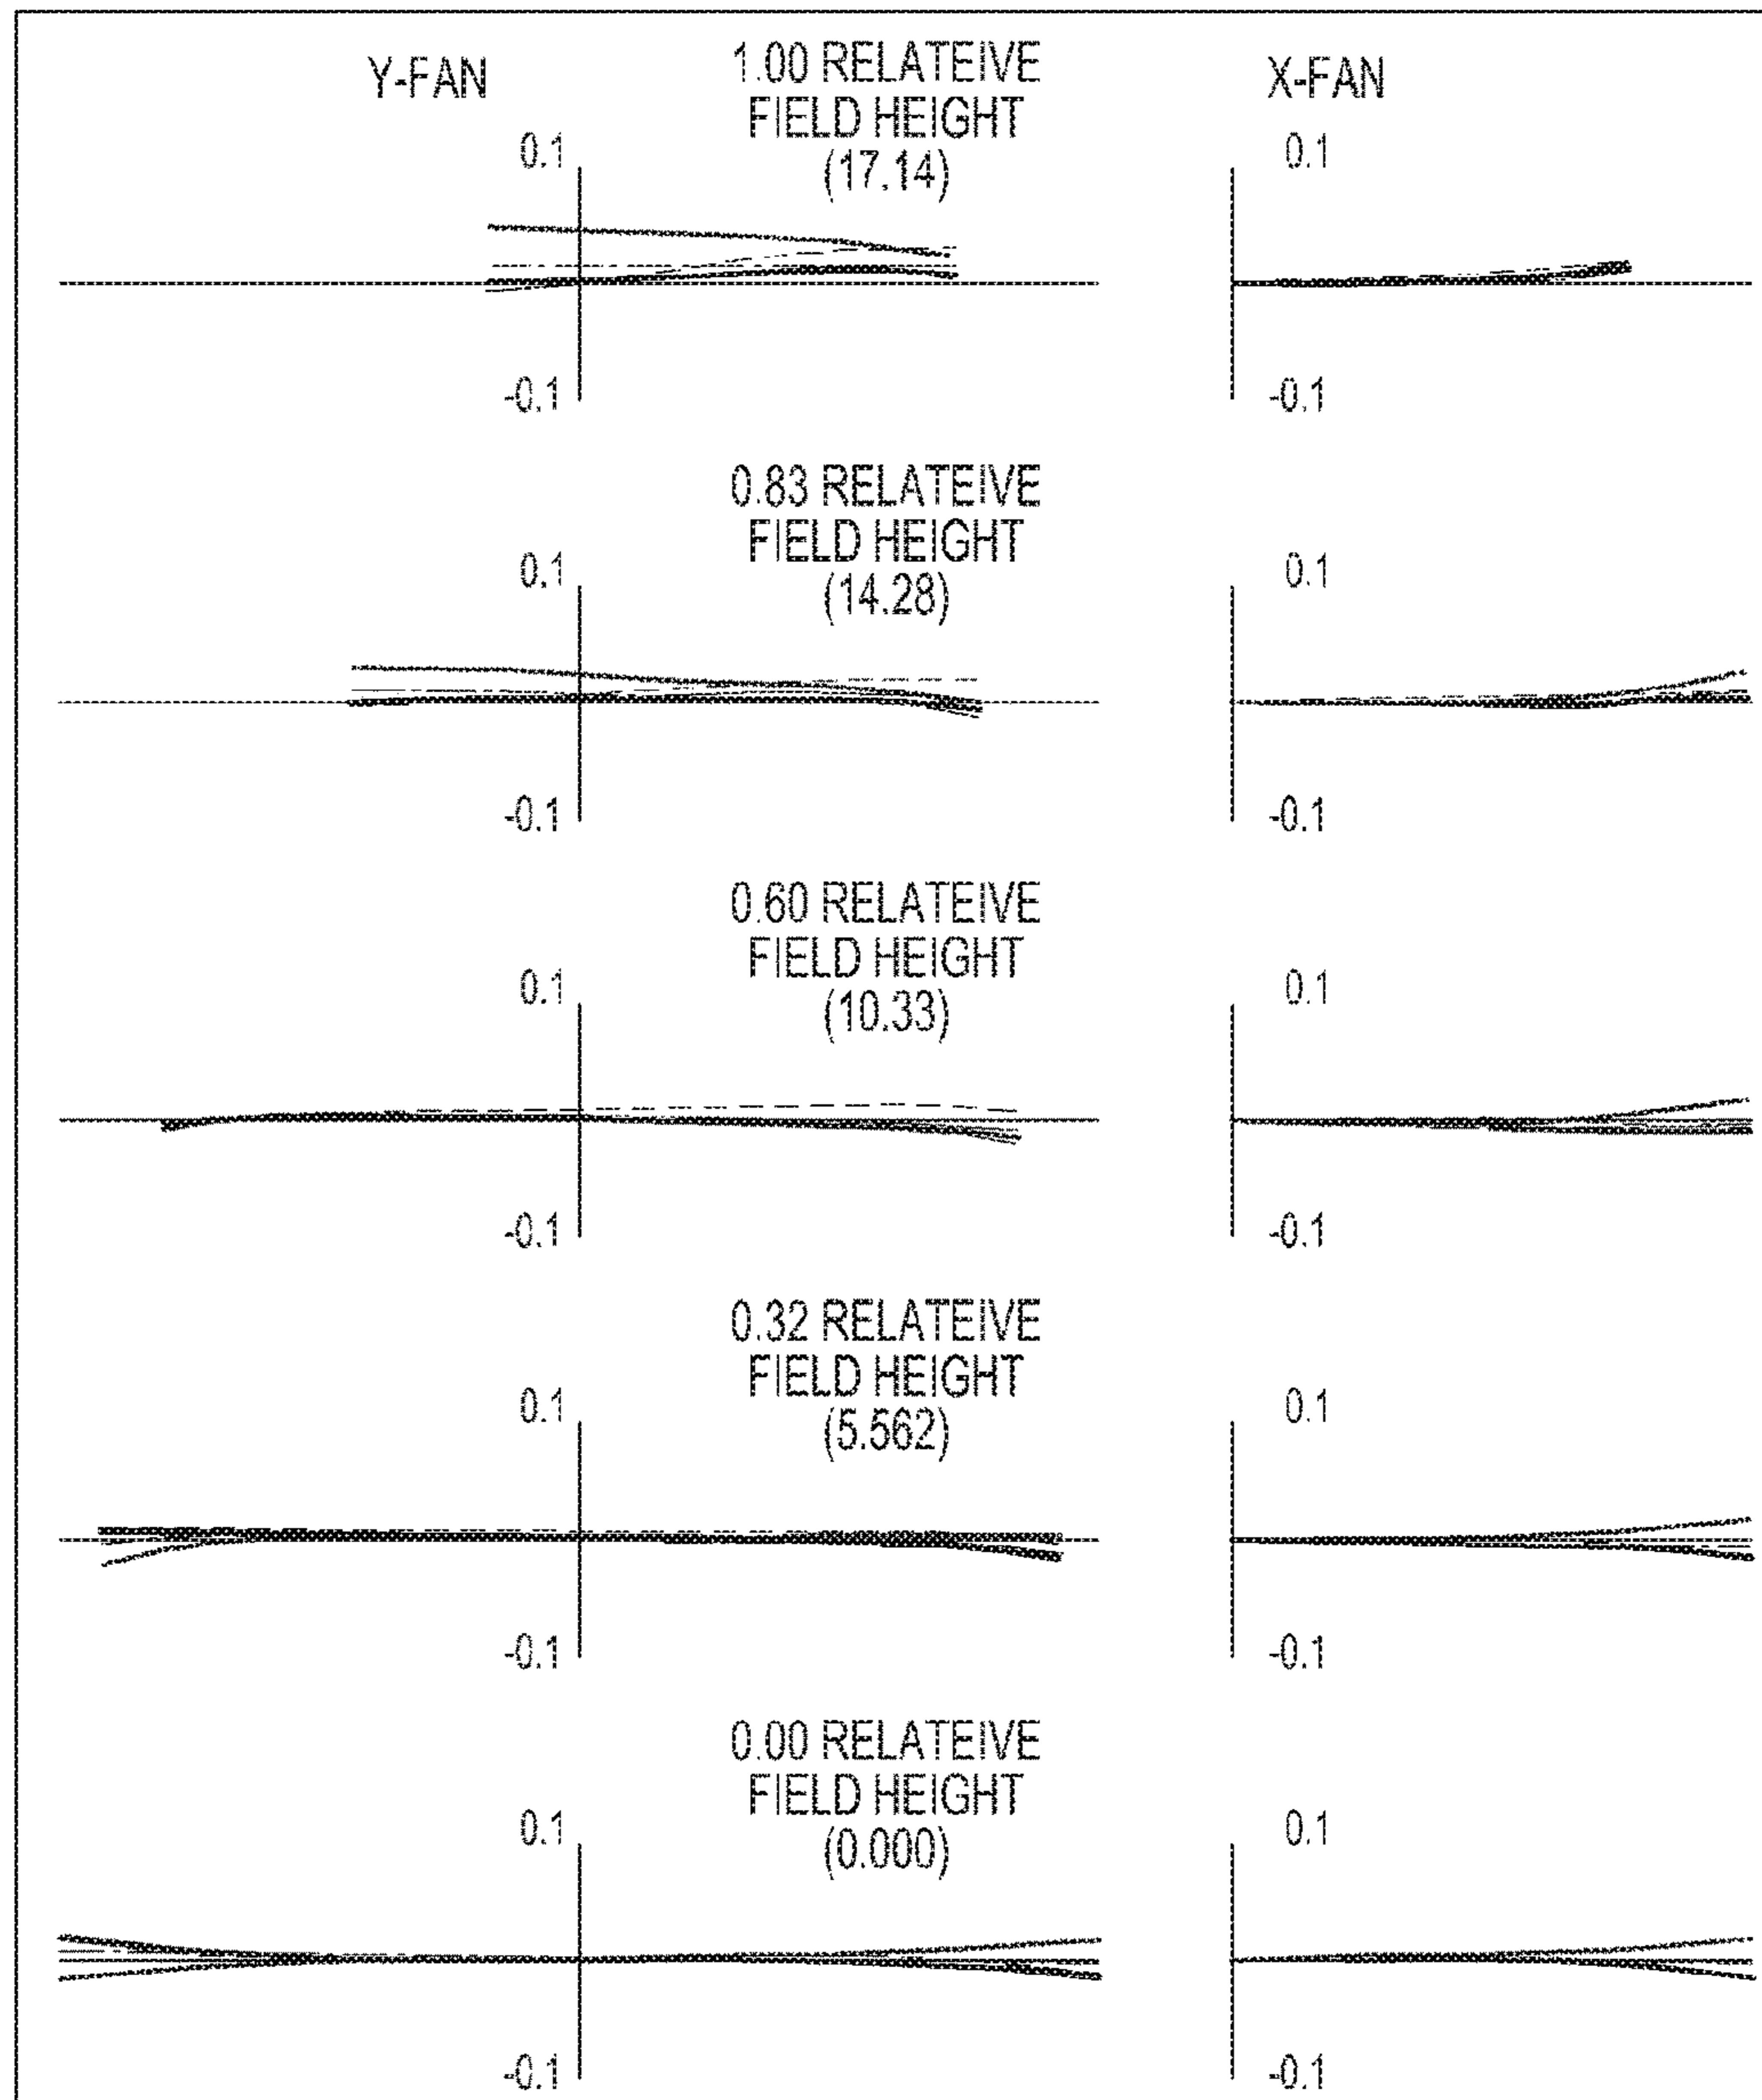 Y-FAN
1.00 RELATEIVE
FIELD HEIGHT
(17.14)
X-FAN
0.1
0.1
-0.1
-0.1
0.83 RELATEIVE
FIELD HEIGHT
(14.28)
0.1
0.1
-0.1
-0.1
0.60 RELATEIVE
FIELD HEIGHT
(10.33)
0.1
0.1
-0.1
-0.1
0.32 RELATEIVE
FIELD HEIGHT
(5.562)
0.1
0.1
-0.1
-0.1
0.00 RELATEIVE
FIELD HEIGHT
(0.000)
0.1
0.1
-0.1
-0.1